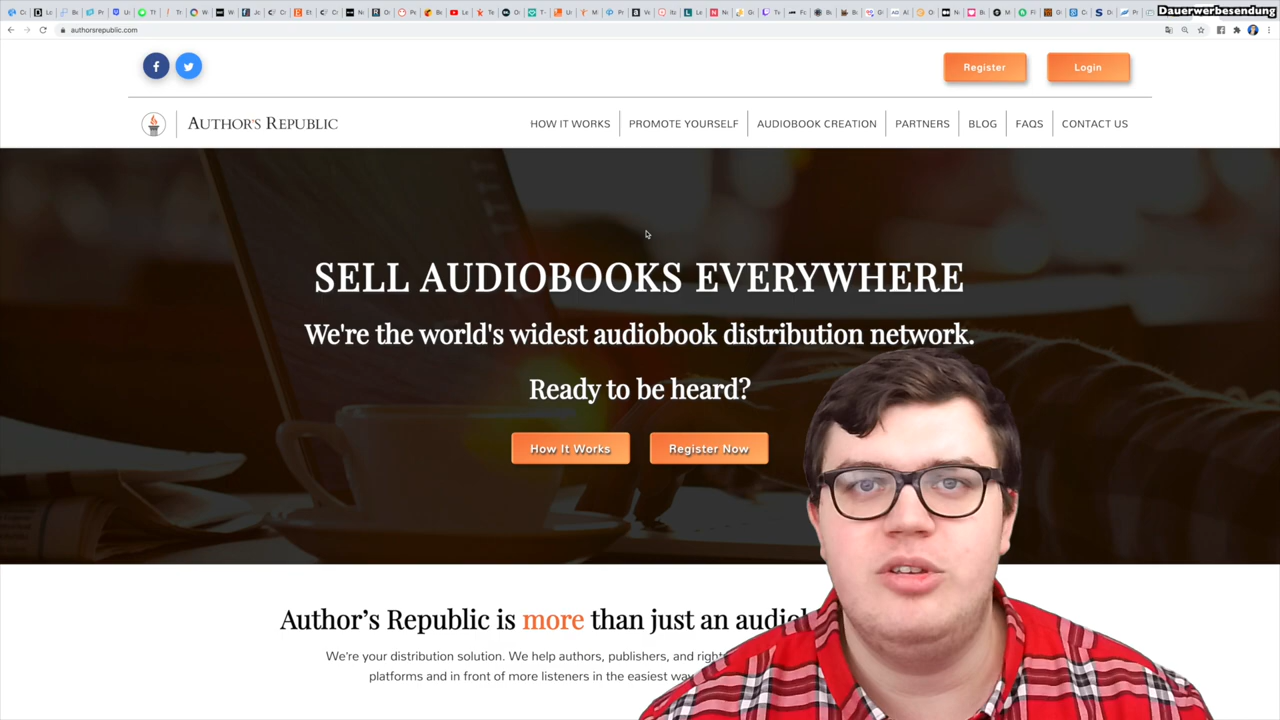 Dauerwerbesendung
authorsrepublic.com
Register
Login
AUTHOR'S REPUBLIC
HOW IT WORKS
PROMOTE YOURSELF
AUDIOBOOK CREATION
PARTNERS
BLOG
FAQS
CONTACT US
SELL AUDIOBOOKS EVERYWHERE
We're the world's widest audiobook distribution network.
Ready to be heard?
How It Works
Register Now
Author's Republic is more than just an
We're your distribution solution. We help authors, publishers, and
platforms and in front of more listeners in the easiest